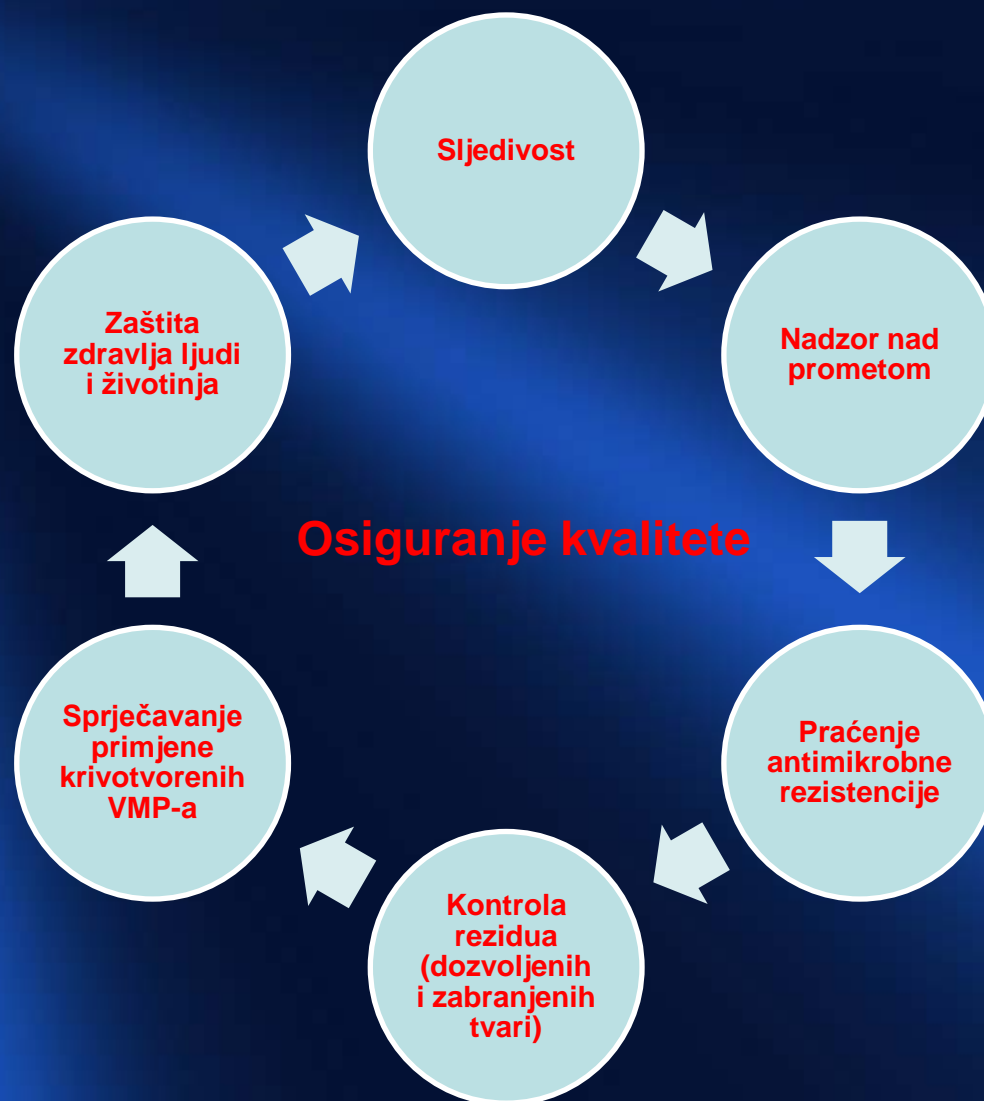 Sljedivost
Nadzor nad
prometom
Praćenje
antimikrobne
rezistencije
Kontrola
rezidua
(dozvoljenih
i zabranjenih
tvari)
Sprječavanje
primjene
krivotvorenih
VMP-a
Zaštita
zdravlja ljudi
i životinja
Osiguranje kvalitete